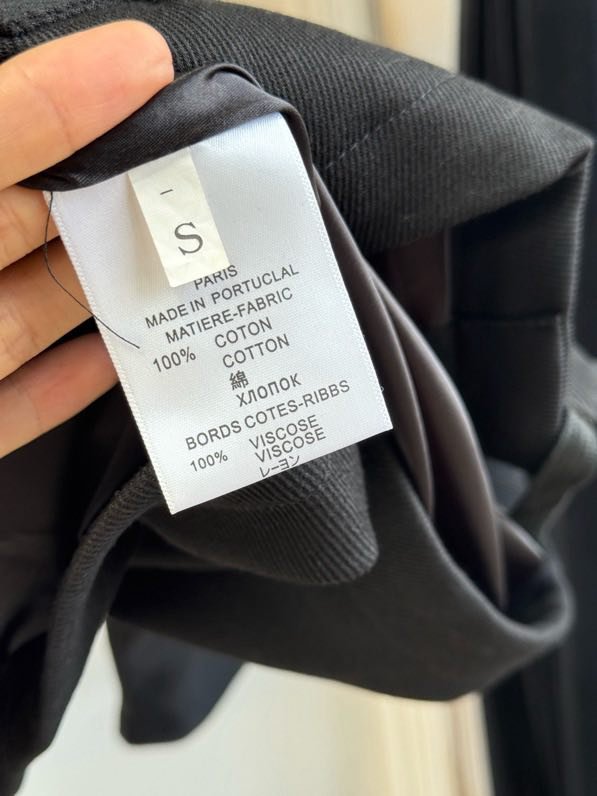 -
S
PARIS
MADE IN PORTUCLAL
MATIERE-FABRIC
100% COTON
COTTON
綿
ХЛОПОК
BORDS COTES-RIBBS
100% VISCOSE
VISCOSE
レーヨン